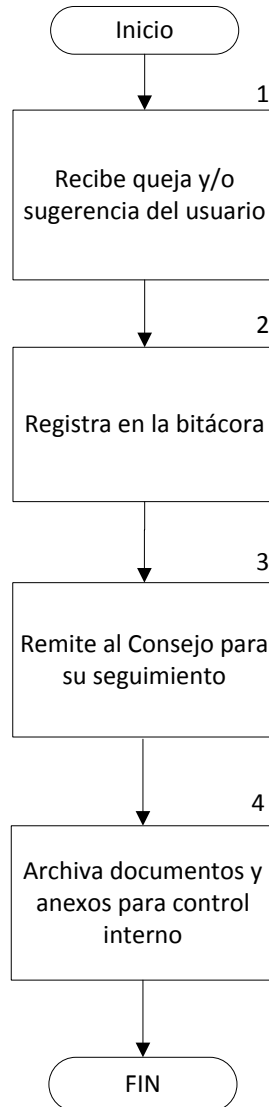 Inicio
1
Recibe queja y/o
sugerencia del usuario
2
Registra en la bitácora
3
Remite al Consejo para
su seguimiento
4
Archiva documentos y
anexos para control
interno
FIN